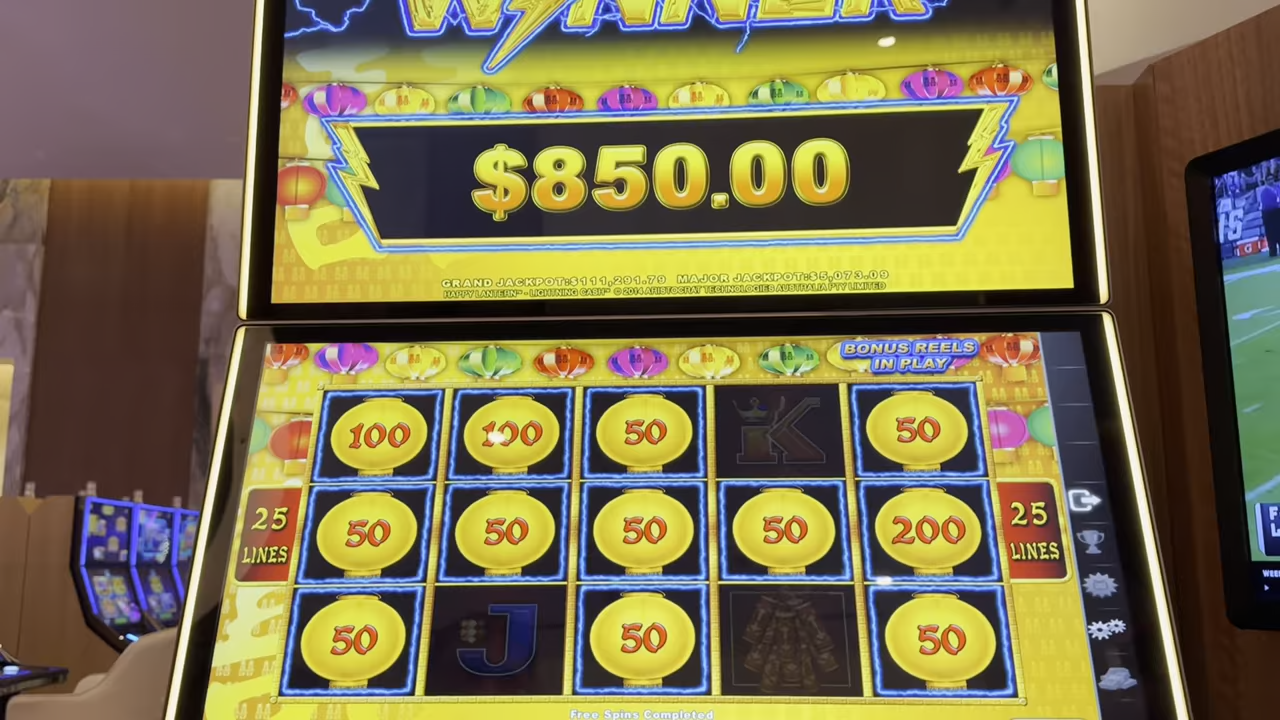 WINNER
$850.00
GRAND JACKPOT:$111,291.79 MAJOR JACKPOT:$5,073.09
HAPPY LANTERN™ - LIGHTNING CASH™ © 2014 ARISTOCRAT TECHNOLOGIES AUSTRALIA PTY LIMITED
BONUS REELS
IN PLAY
100 100 50 K 50
25
LINES
50 50 50 50 200
25
LINES
50 J 50 50
Free Spins Completed